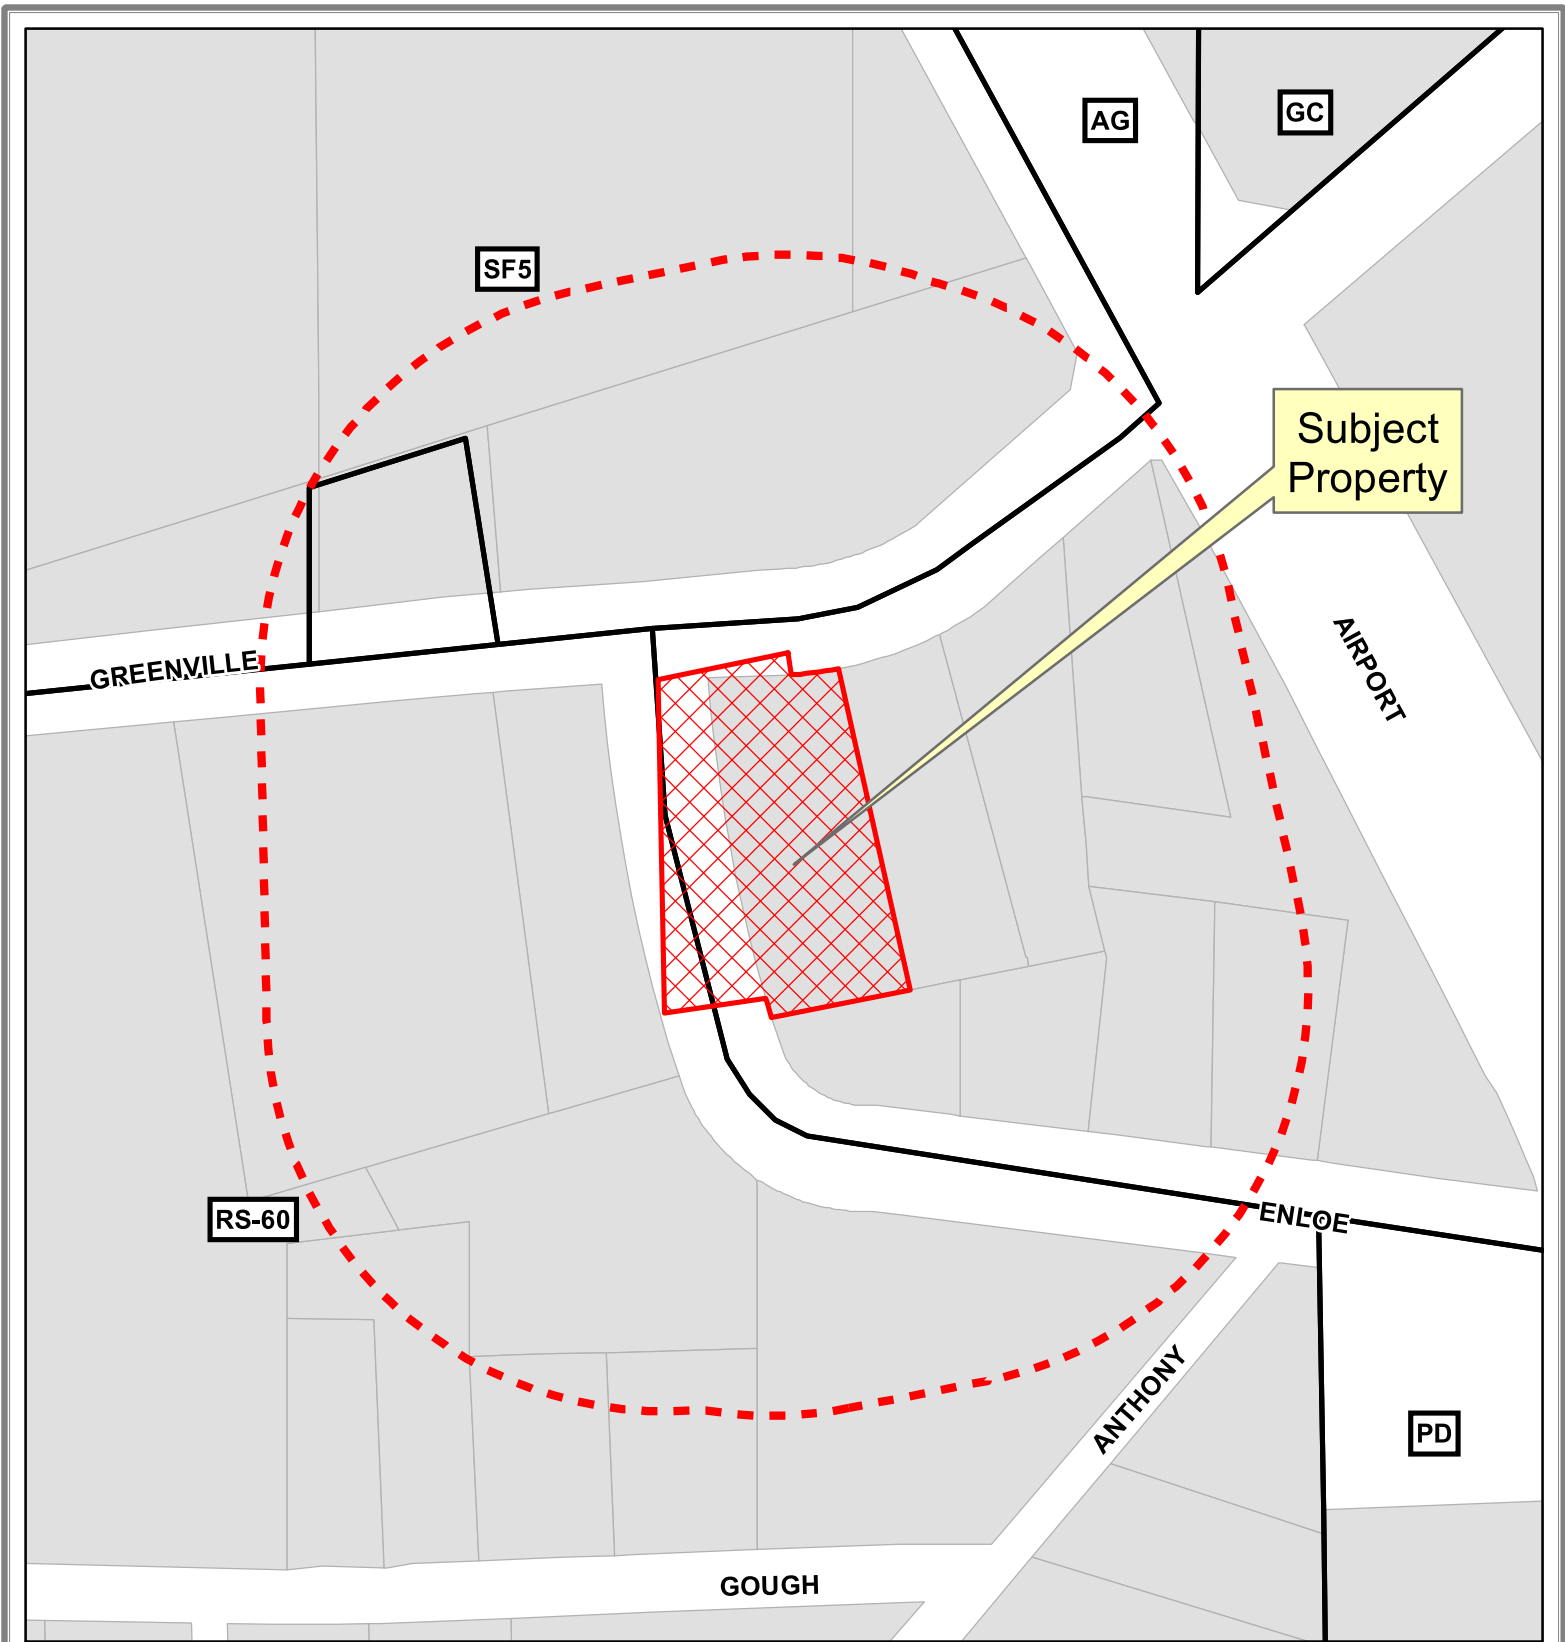 AG
GC
SF5
Subject
Property
GREENVILLE
AIRPORT
RS-60
ENLOE
ANTHONY
PD
GOUGH